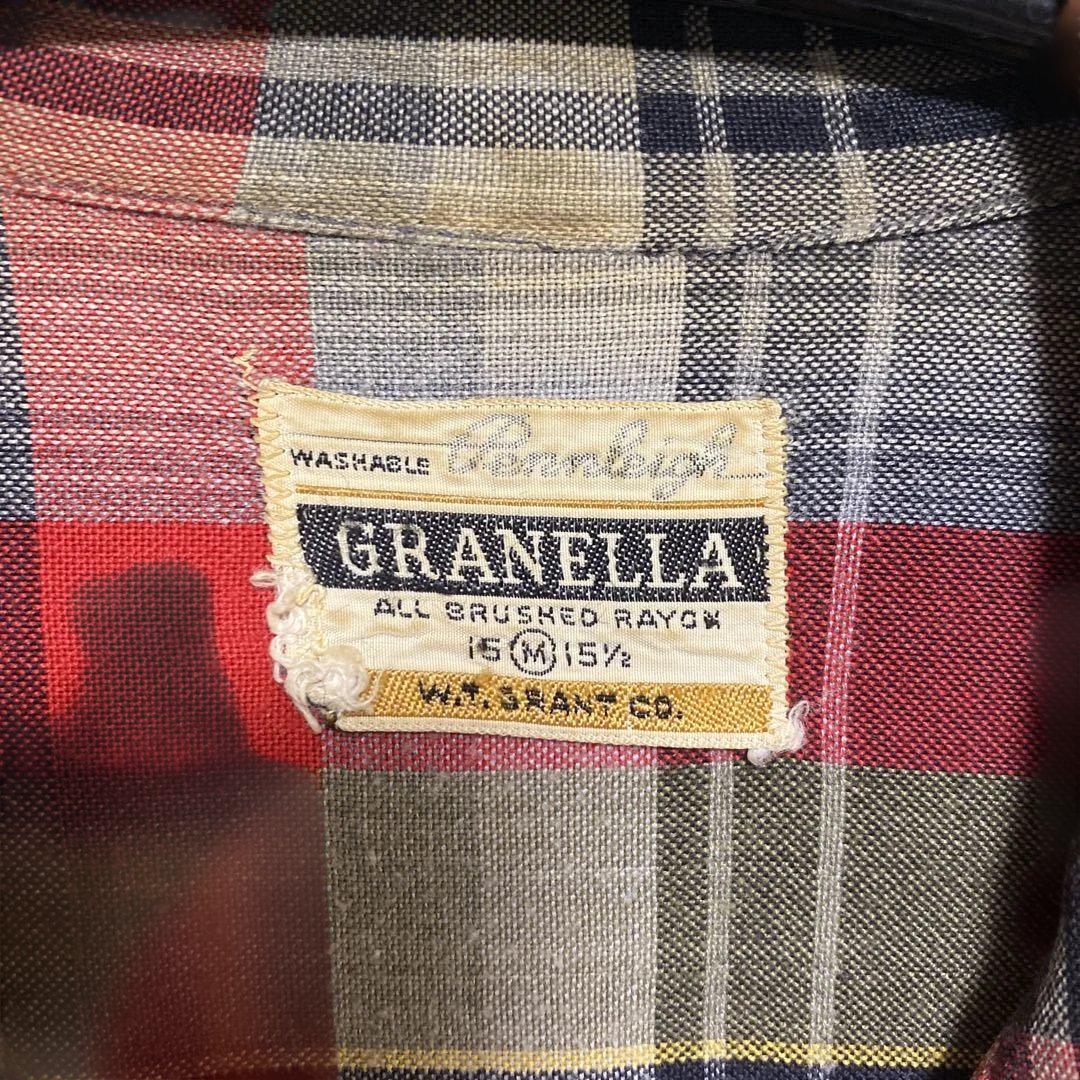 WASHABLE Pennleigh
GRANELLA
ALL BRUSHED RAYON
15 M 15½
W.T. GRANT CO.